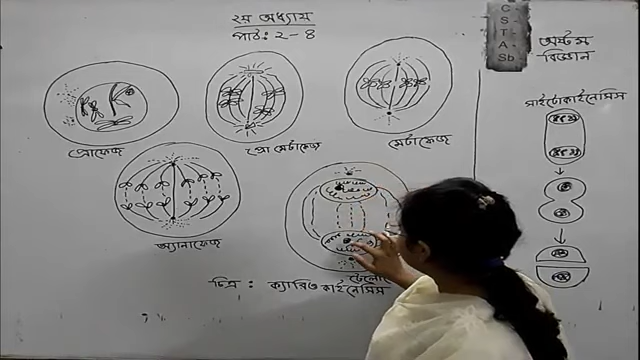 ২য় অধ্যায়
পাঠ: ২-৪
C -
S -
T -
A -
Sb -
অষ্টম
বিজ্ঞান
সাইটোকাইনেসিস
প্রোফেজ
প্রো মেটাফেজ
মেটাফেজ
অ্যানাফেজ
টেলো
চিত্র : ক্যারিওকাইনেসিস